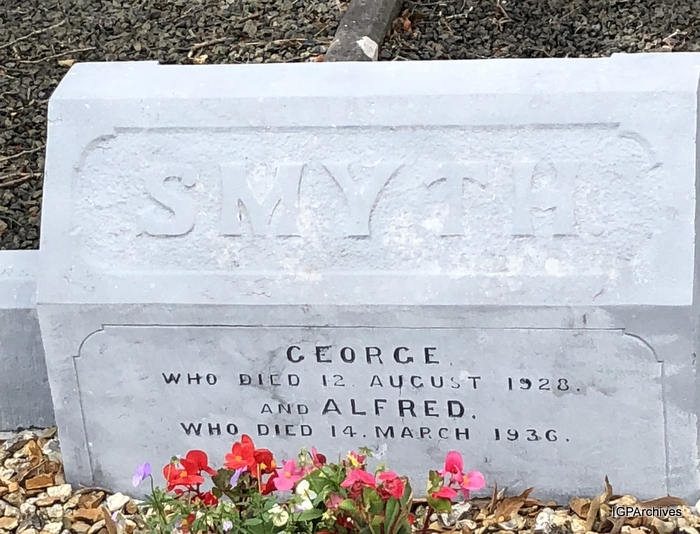 SMYTH
GEORGE.
WHO DIED 12. AUGUST 1928.
AND ALFRED.
WHO DIED 14. MARCH 1936.
IGPArchives